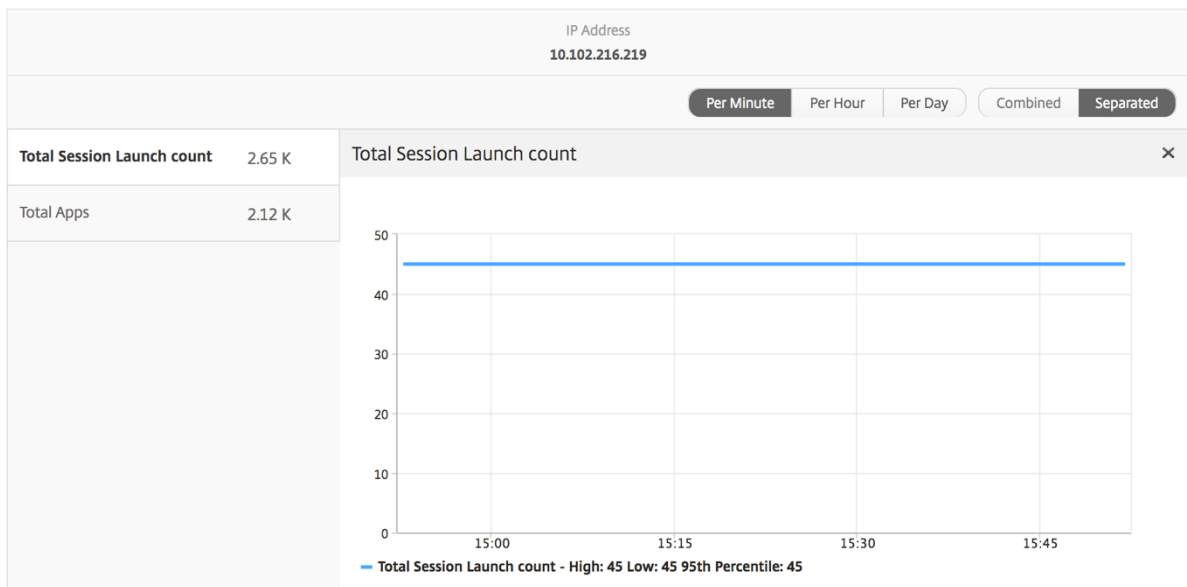 IP Address
10.102.216.219
Per Minute Per Hour Per Day Combined Separated
Total Session Launch count 2.65 K
Total Apps 2.12 K
Total Session Launch count ×
50
40
30
20
10
0
15:00 15:15 15:30 15:45
Total Session Launch count - High: 45 Low: 45 95th Percentile: 45